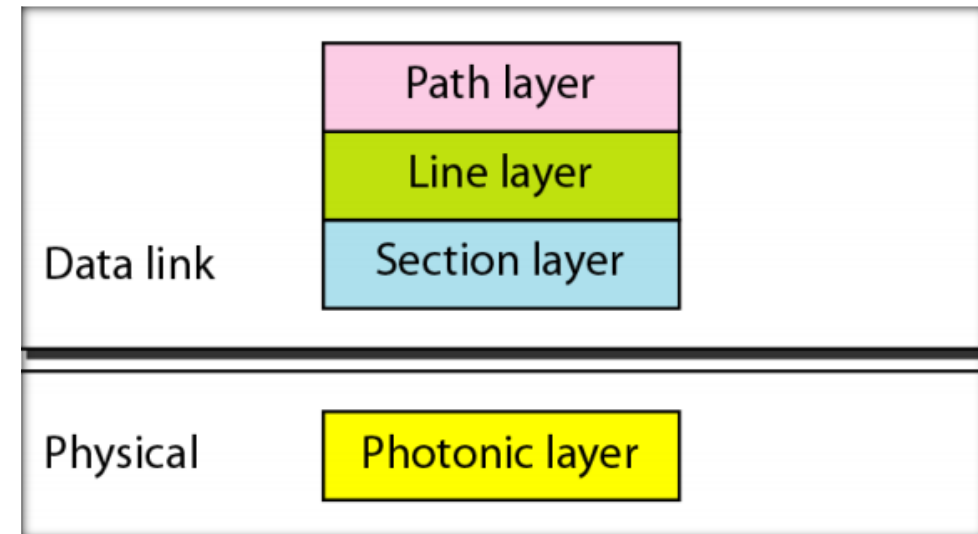 Path layer
Line layer
Data link
Section layer
Physical
Photonic layer